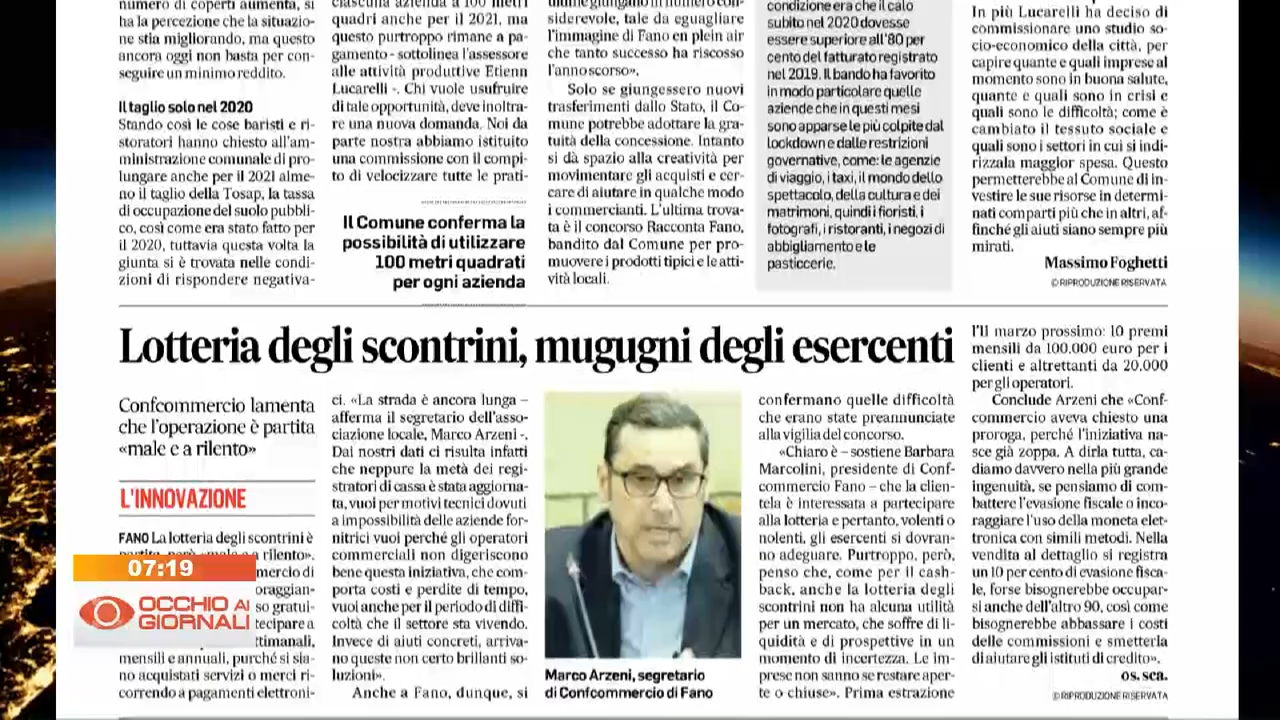 numero di coperti aumenta, si
ha la percezione che la situazio-
ne stia migliorando, ma questo
ancora oggi non basta per con-
seguire un minimo reddito.
Il taglio solo nel 2020
Stando così le cose baristi e ri-
storatori hanno chiesto all'am-
ministrazione comunale di pro-
lungare anche per il 2021 alme-
no il taglio della Tosap, la tassa
di occupazione del suolo pubbli-
co, così come era stato fatto per
il 2020, tuttavia questa volta la
giunta si è trovata nelle condi-
zioni di rispondere negativa-
ciascuna azienda a 100 metri
quadri anche per il 2021, ma
questo purtroppo rimane a pa-
gamento - sottolinea l'assessore
alle attività produttive Etienn
Lucarelli -. Chi vuole usufruire
di tale opportunità, deve inoltra-
re una nuova domanda. Noi da
parte nostra abbiamo istituito
una commissione con il compi-
to di velocizzare tutte le prati-
Il Comune conferma la
possibilità di utilizzare
100 metri quadrati
per ogni azienda
giungano in numero con-
siderevole, tale da eguagliare
l'immagine di Fano en plein air
che tanto successo ha riscosso
l'anno scorso».
Solo se giungessero nuovi
trasferimenti dallo Stato, il Co-
mune potrebbe adottare la gra-
tuità della concessione. Intanto
si dà spazio alla creatività per
movimentare gli acquisti e cer-
care di aiutare in qualche modo
i commercianti. L'ultima trova-
ta è il concorso Racconta Fano,
bandito dal Comune per pro-
muovere i prodotti tipici e le atti-
vità locali.
condizione era che il calo
subito nel 2020 dovesse
essere superiore all'80 per
cento del fatturato registrato
nel 2019. Il bando ha favorito
in modo particolare quelle
aziende che in questi mesi
sono apparse le più colpite dal
lockdown e dalle restrizioni
governative, come: le agenzie
di viaggio, i taxi, il mondo dello
spettacolo, della cultura e dei
matrimoni, quindi i fioristi, i
fotografi, i ristoranti, i negozi di
abbigliamento e le
pasticcerie.
In più Lucarelli ha deciso di
commissionare uno studio so-
cio-economico della città, per
capire quante e quali imprese al
momento sono in buona salute,
quante e quali sono in crisi e
quali sono le difficoltà; come è
cambiato il tessuto sociale e
quali sono i settori in cui si indi-
rizzala maggior spesa. Questo
permetterebbe al Comune di in-
vestire le sue risorse in determi-
nati comparti più che in altri, af-
finché gli aiuti siano sempre più
mirati.
Massimo Foghetti
© RIPRODUZIONE RISERVATA
Lotteria degli scontrini, mugugni degli esercenti
Confcommercio lamenta
che l'operazione è partita
«male e a rilento»
L'INNOVAZIONE
FANO La lotteria degli scontrini è
partita, però «male e a rilento».
mercio di
oraggian-
so gratui-
tecipare a
ttimanali,
mensili e annuali, purché si sia-
no acquistati servizi o merci ri-
correndo a pagamenti elettroni-
ci. «La strada è ancora lunga –
afferma il segretario dell'asso-
ciazione locale, Marco Arzeni -.
Dai nostri dati ci risulta infatti
che neppure la metà dei regi-
stratori di cassa è stata aggiorna-
ta, vuoi per motivi tecnici dovuti
a impossibilità delle aziende for-
nitrici vuoi perché gli operatori
commerciali non digeriscono
bene questa iniziativa, che com-
porta costi e perdite di tempo,
vuoi anche per il periodo di diffi-
coltà che il settore sta vivendo.
Invece di aiuti concreti, arriva-
no queste non certo brillanti so-
luzioni».
Anche a Fano, dunque, si
Marco Arzeni, segretario
di Confcommercio di Fano
confermano quelle difficoltà
che erano state preannunciate
alla vigilia del concorso.
«Chiaro è – sostiene Barbara
Marcolini, presidente di Conf-
commercio Fano – che la clien-
tela è interessata a partecipare
alla lotteria e pertanto, volenti o
nolenti, gli esercenti si dovran-
no adeguare. Purtroppo, però,
penso che, come per il cash-
back, anche la lotteria degli
scontrini non ha alcuna utilità
per un mercato, che soffre di li-
quidità e di prospettive in un
momento di incertezza. Le im-
prese non sanno se restare aper-
te o chiuse». Prima estrazione
l'11 marzo prossimo: 10 premi
mensili da 100.000 euro per i
clienti e altrettanti da 20.000
per gli operatori.
Conclude Arzeni che «Conf-
commercio aveva chiesto una
proroga, perché l'iniziativa na-
sce già zoppa. A dirla tutta, ca-
diamo davvero nella più grande
ingenuità, se pensiamo di com-
battere l'evasione fiscale o inco-
raggiare l'uso della moneta elet-
tronica con simili metodi. Nella
vendita al dettaglio si registra
un 10 per cento di evasione fisca-
le, forse bisognerebbe occupar-
si anche dell'altro 90, così come
bisognerebbe abbassare i costi
delle commissioni e smetterla
di aiutare gli istituti di credito».
os. sca.
© RIPRODUZIONE RISERVATA
07:19
OCCHIO AI
GIORNALI